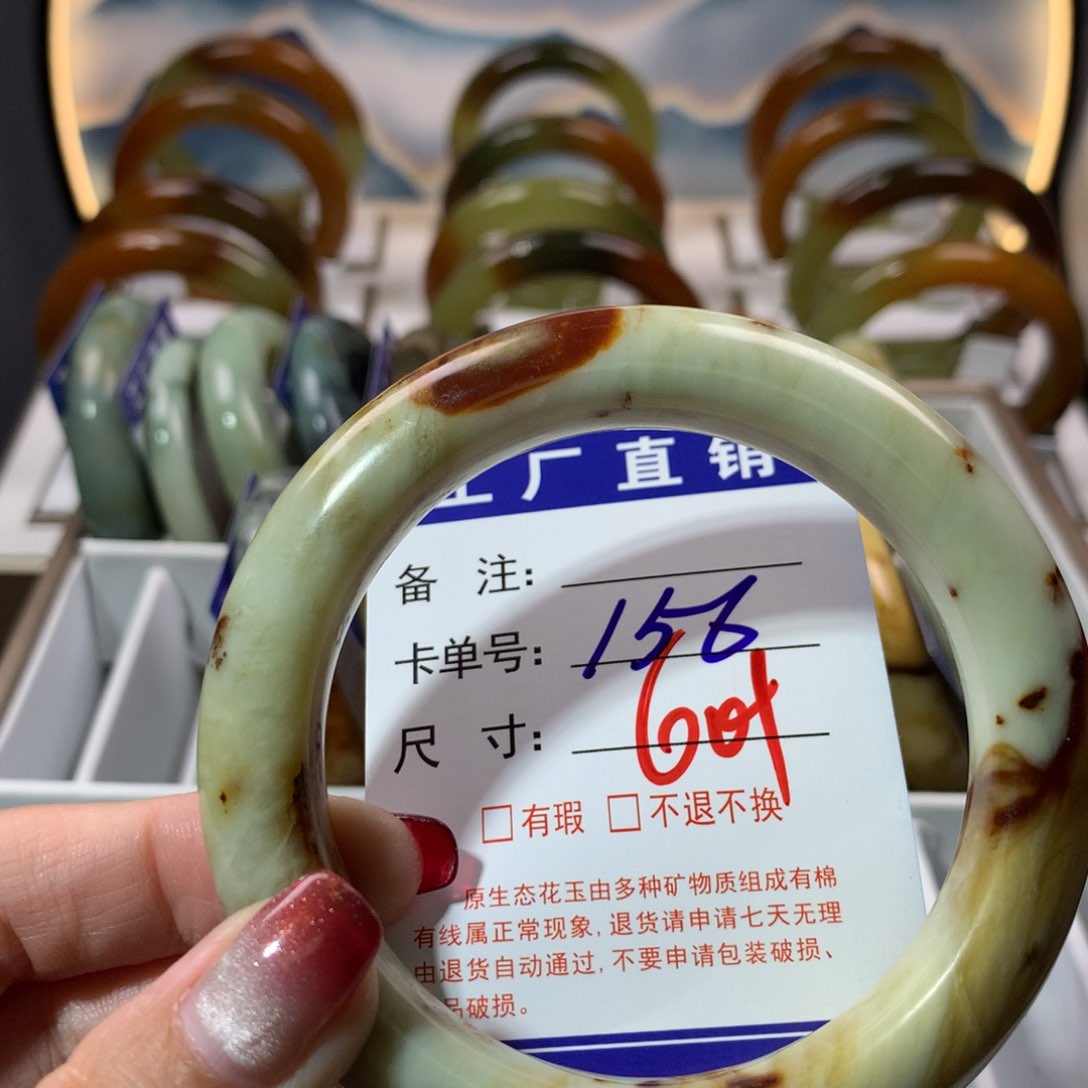 工厂直销
备 注:
卡单号: 156
尺 寸:
□有瑕 □不退不换
原生态花玉由多种矿物质组成有棉
有线属正常现象, 退货请申请七天无理
由退货自动通过, 不要申请包装破损、
品破损。